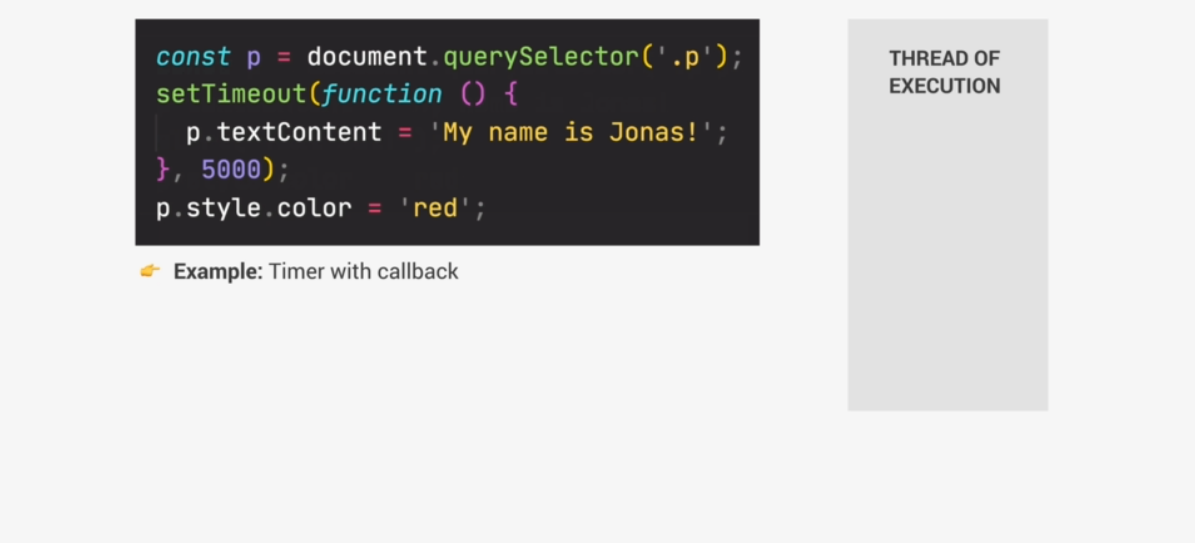 const p = document.querySelector('.p');
setTimeout(function () {
  p.textContent = 'My name is Jonas!';
}, 5000);
p.style.color = 'red';
👉 Example: Timer with callback
THREAD OF
EXECUTION